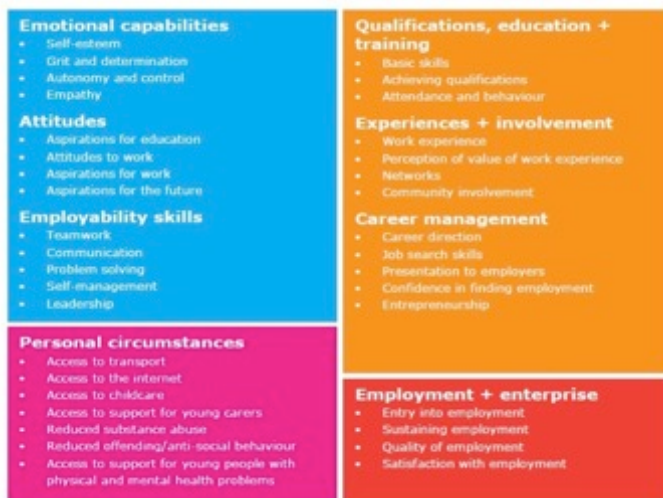 Emotional capabilities
Self-esteem
Grit and determination
Autonomy and control
Empathy
Attitudes
Aspirations for education
Attitudes to work
Aspirations for work
Aspirations for the future
Employability skills
Teamwork
Communication
Problem solving
Self-management
Leadership
Personal circumstances
Access to transport
Access to the internet
Access to childcare
Access to support for young carers
Reduced substance abuse
Reduced offending/anti-social behaviour
Access to support for young people with
physical and mental health problems
Qualifications, education +
training
Basic skills
Achieving qualifications
Attendance and behaviour
Experiences + involvement
Work experience
Perception of value of work experience
Networks
Community involvement
Career management
Career direction
Job search skills
Presentation to employers
Confidence in finding employment
Entrepreneurship
Employment + enterprise
Entry into employment
Sustaining employment
Quality of employment
Satisfaction with employment